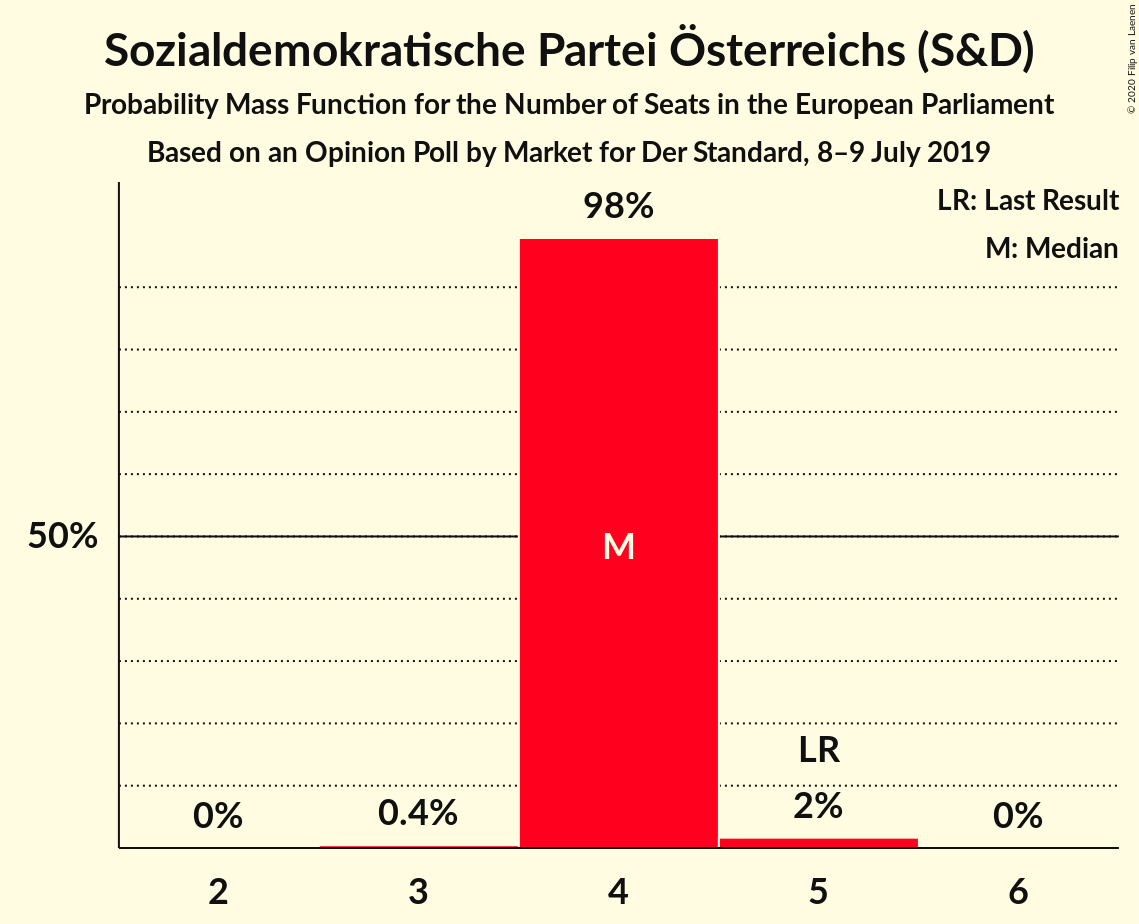 Sozialdemokratische Partei Österreichs (S&D)
Probability Mass Function for the Number of Seats in the European Parliament
Based on an Opinion Poll by Market for Der Standard, 8–9 July 2019
© 2020 Filip van Laenen
LR: Last Result
M: Median
98%
50%
M
LR
0%
0.4%
2%
0%
2
3
4
5
6